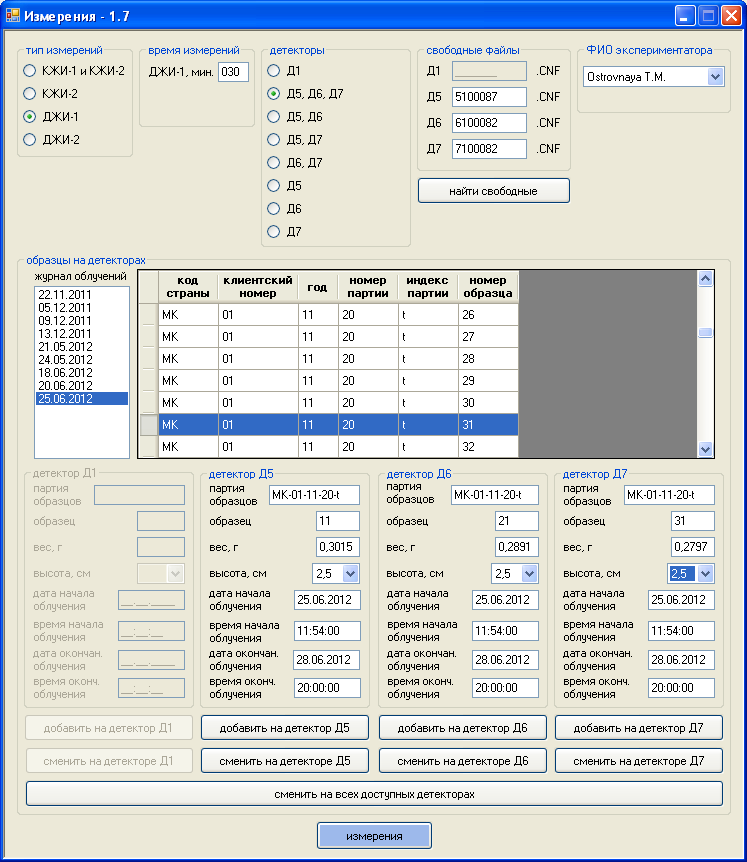 Измерения - 1.7
тип измерений
КЖИ-1 и КЖИ-2
КЖИ-2
ДЖИ-1
ДЖИ-2
время измерений
ДЖИ-1, мин. 030
детекторы
Д1
Д5, Д6, Д7
Д5, Д6
Д5, Д7
Д6, Д7
Д5
Д6
Д7
свободные файлы
Д1 _______ .CNF
Д5 5100087 .CNF
Д6 6100082 .CNF
Д7 7100082 .CNF
найти свободные
ФИО экспериментатора
Ostrovnaya T.M.
образцы на детекторах
журнал облучений
22.11.2011
05.12.2011
09.12.2011
13.12.2011
21.05.2012
24.05.2012
18.06.2012
20.06.2012
25.06.2012
код клиентский год номер индекс номер
страны номер партии партии образца
МК 01 11 20 t 26
МК 01 11 20 t 27
МК 01 11 20 t 28
МК 01 11 20 t 29
МК 01 11 20 t 30
МК 01 11 20 t 31
МК 01 11 20 t 32
детектор Д1
партия
образцов
образец
вес, г
высота, см
дата начала
облучения __.__.____
время начала
облучения __:__:__
дата окончан.
облучения __.__.____
время оконч.
облучения __:__:__
детектор Д5
партия
образцов МК-01-11-20-t
образец 11
вес, г 0,3015
высота, см 2,5
дата начала
облучения 25.06.2012
время начала
облучения 11:54:00
дата окончан.
облучения 28.06.2012
время оконч.
облучения 20:00:00
детектор Д6
партия
образцов МК-01-11-20-t
образец 21
вес, г 0,2891
высота, см 2,5
дата начала
облучения 25.06.2012
время начала
облучения 11:54:00
дата окончан.
облучения 28.06.2012
время оконч.
облучения 20:00:00
детектор Д7
партия
образцов МК-01-11-20-t
образец 31
вес, г 0,2797
высота, см 2,5
дата начала
облучения 25.06.2012
время начала
облучения 11:54:00
дата окончан.
облучения 28.06.2012
время оконч.
облучения 20:00:00
добавить на детектор Д1
добавить на детектор Д5
добавить на детектор Д6
добавить на детектор Д7
сменить на детекторе Д1
сменить на детекторе Д5
сменить на детекторе Д6
сменить на детекторе Д7
сменить на всех доступных детекторах
измерения